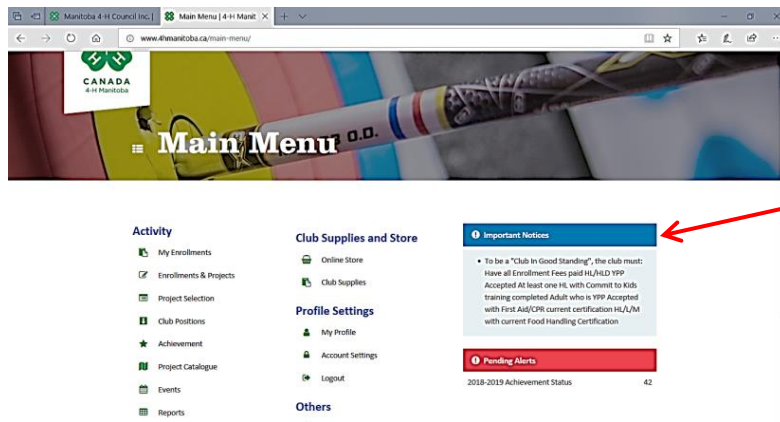 Manitoba 4-H Council Inc. |
Main Menu | 4-H Manit
www.4hmanitoba.ca/main-menu/
CANADA
4-H Manitoba
O.D.
Main Menu
Activity
My Enrollments
Enrollments & Projects
Project Selection
Club Positions
Achievement
Project Catalogue
Events
Reports
Club Supplies and Store
Online Store
Club Supplies
Profile Settings
My Profile
Account Settings
Logout
Others
Important Notices
• To be a "Club In Good Standing", the club must:
Have all Enrollment Fees paid HL/HLD YPP
Accepted At least one HL with Commit to Kids
training completed Adult who is YPP Accepted
with First Aid/CPR current certification HL/L/M
with current Food Handling Certification
Pending Alerts
2018-2019 Achievement Status 42